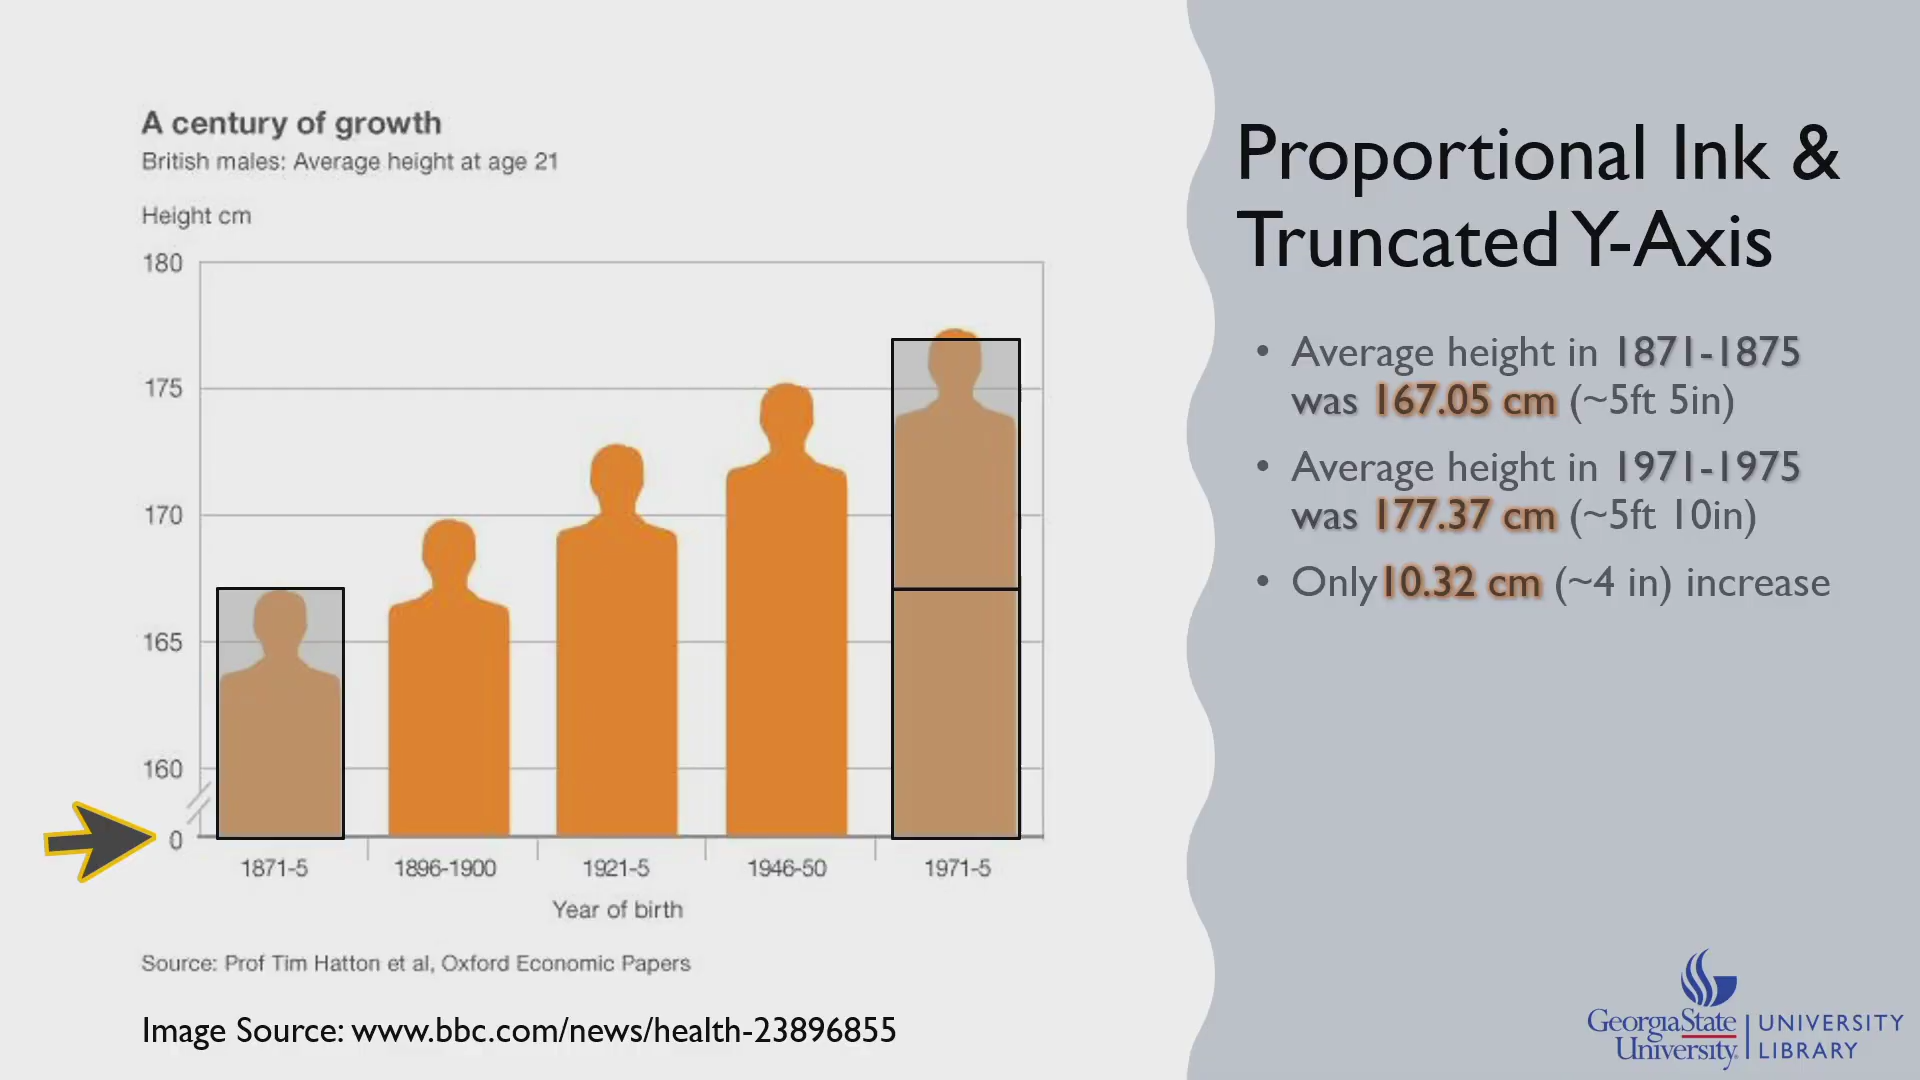 A century of growth
British males: Average height at age 21
Height cm
180
175
170
165
160
0
1871-5 1896-1900 1921-5 1946-50 1971-5
Year of birth
Source: Prof Tim Hatton et al, Oxford Economic Papers
Image Source: www.bbc.com/news/health-23896855
Proportional Ink &
Truncated Y-Axis
• Average height in 1871-1875
was 167.05 cm (~5ft 5in)
• Average height in 1971-1975
was 177.37 cm (~5ft 10in)
• Only 10.32 cm (~4 in) increase
GeorgiaState
University
UNIVERSITY
LIBRARY